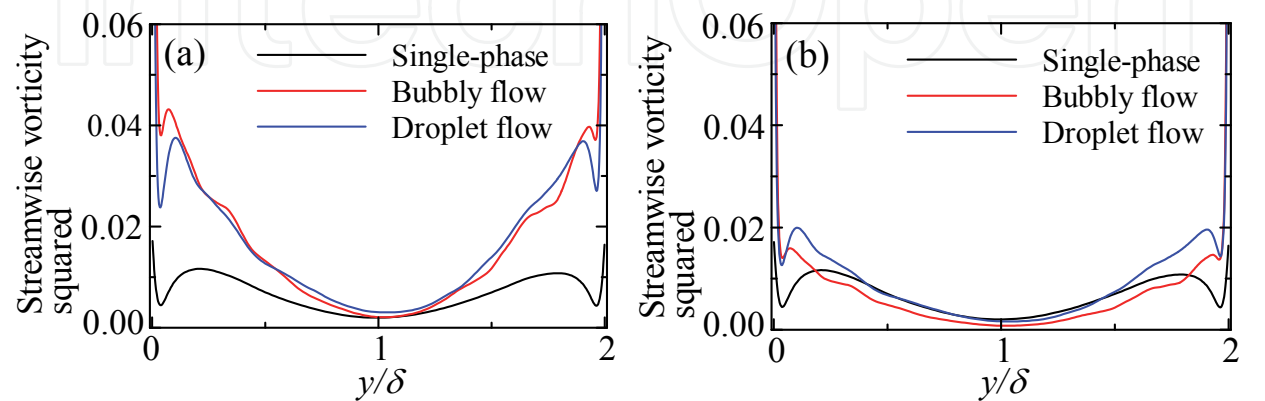 IntechOpen
0.06
(a)
Single-phase
Bubbly flow
Droplet flow
0.04
0.02
0.00
0
1
2
y/δ
Streamwise vorticity
squared
0.06
(b)
Single-phase
Bubbly flow
Droplet flow
0.04
0.02
0.00
0
1
2
y/δ
Streamwise vorticity
squared